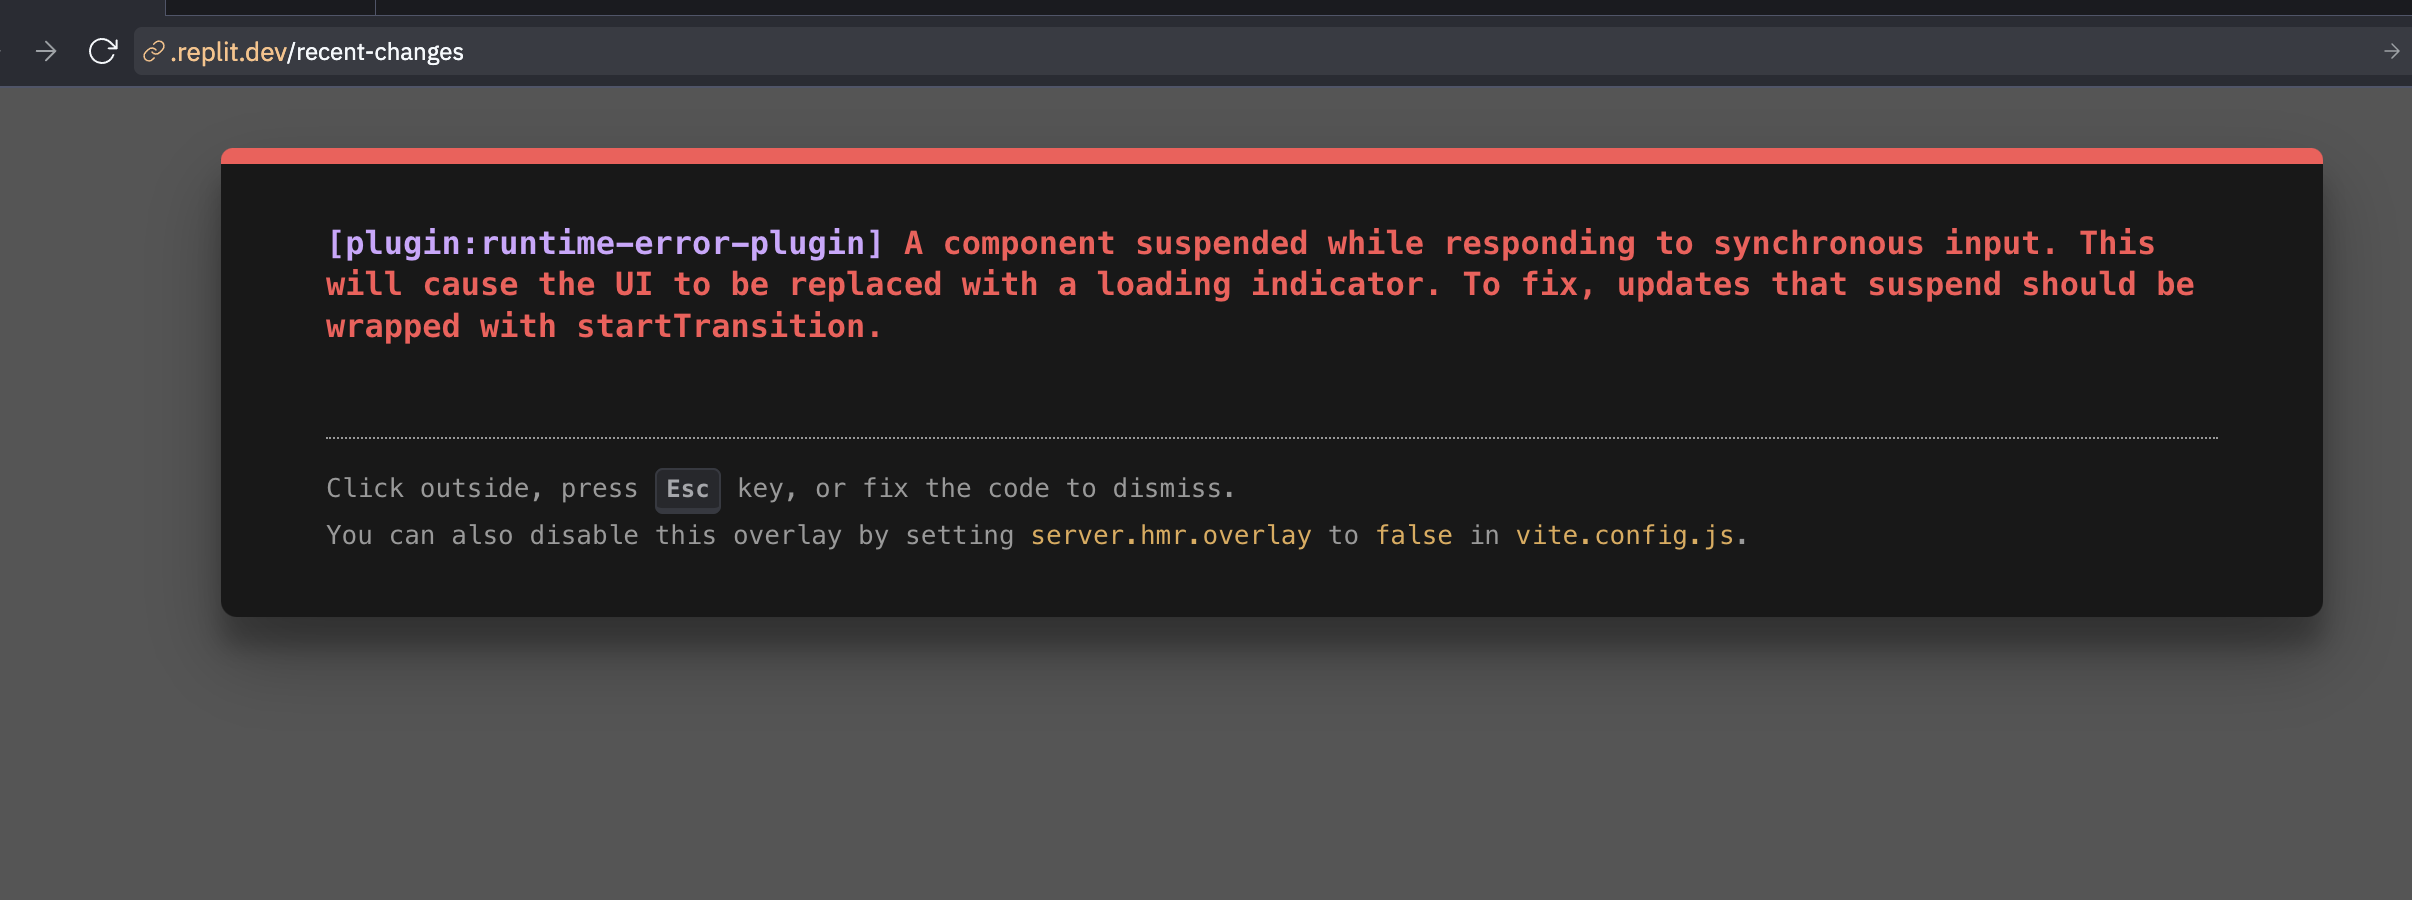 .replit.dev/recent-changes
[plugin:runtime-error-plugin] A component suspended while responding to synchronous input. This
will cause the UI to be replaced with a loading indicator. To fix, updates that suspend should be
wrapped with startTransition.
Click outside, press Esc key, or fix the code to dismiss.
You can also disable this overlay by setting server.hmr.overlay to false in vite.config.js.